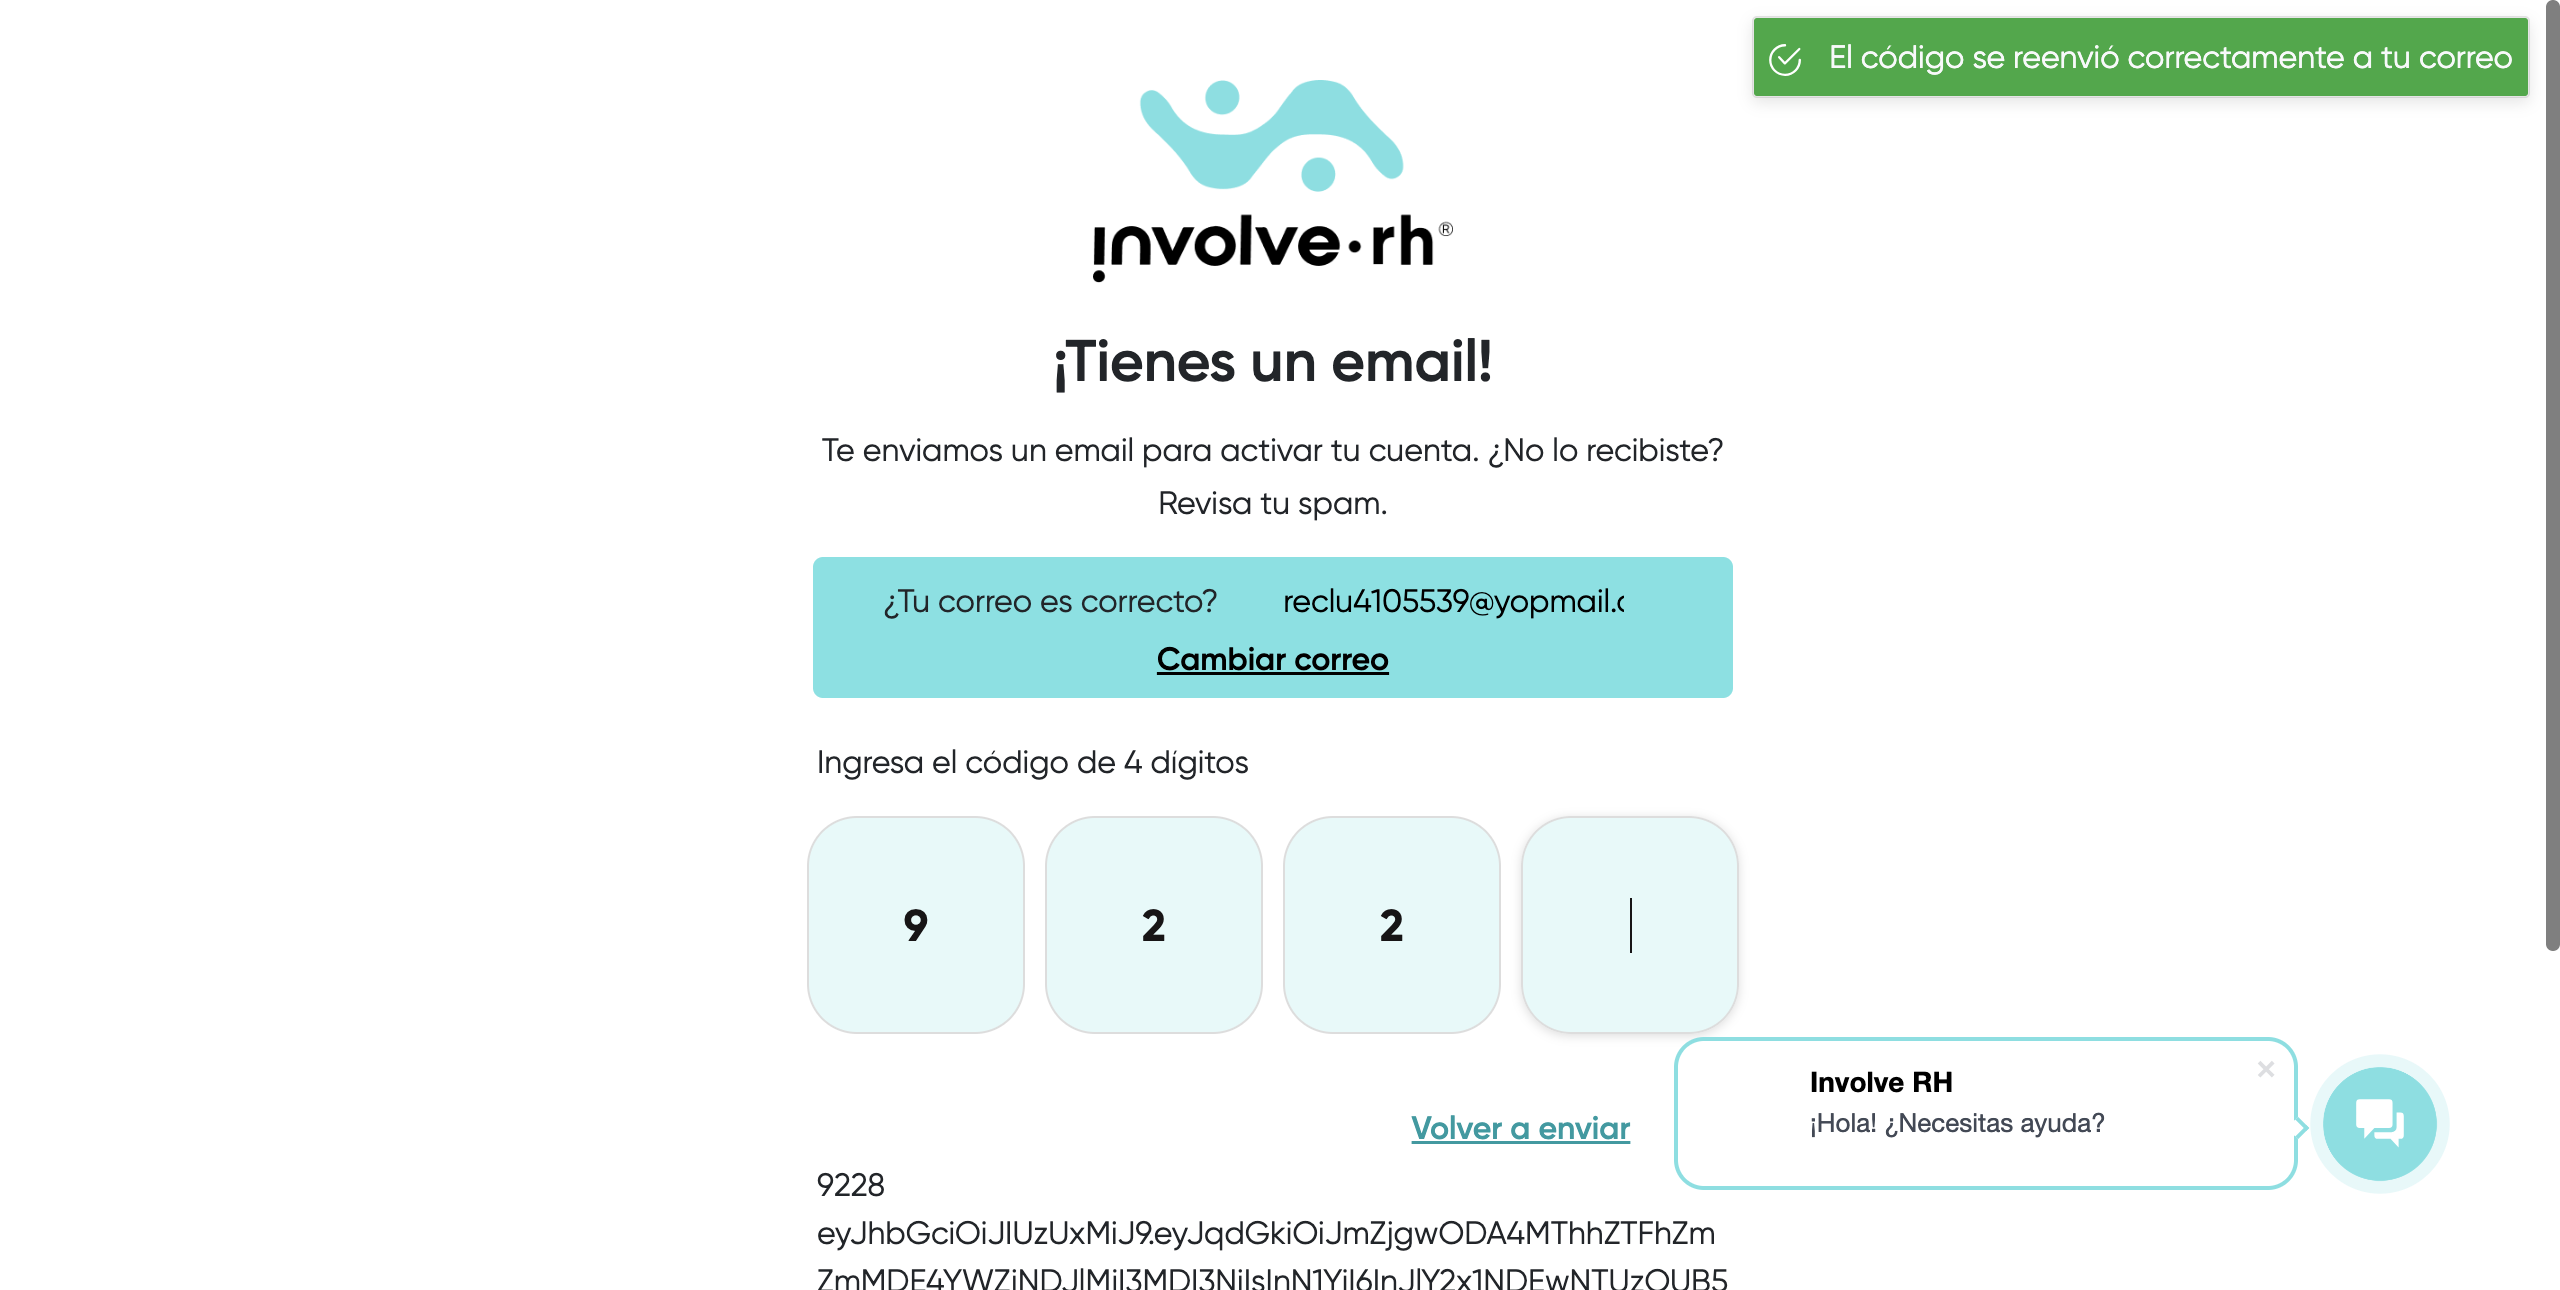 El código se reenvió correctamente a tu correo
involve·rh®
¡Tienes un email!
Te enviamos un email para activar tu cuenta. ¿No lo recibiste?
Revisa tu spam.
¿Tu correo es correcto? reclu4105539@yopmail.c
Cambiar correo
Ingresa el código de 4 dígitos
9 2 2
Involve RH
¡Hola! ¿Necesitas ayuda?
Volver a enviar
9228
eyJhbGciOiJIUzUxMiJ9.eyJqdGkiOiJmZjgwODA4MThhZTFhZm
ZmMDE4YWZiNDJlMjI3MDI3NiIsInN1YiI6InJlY2x1NDEwNTUzOUB5